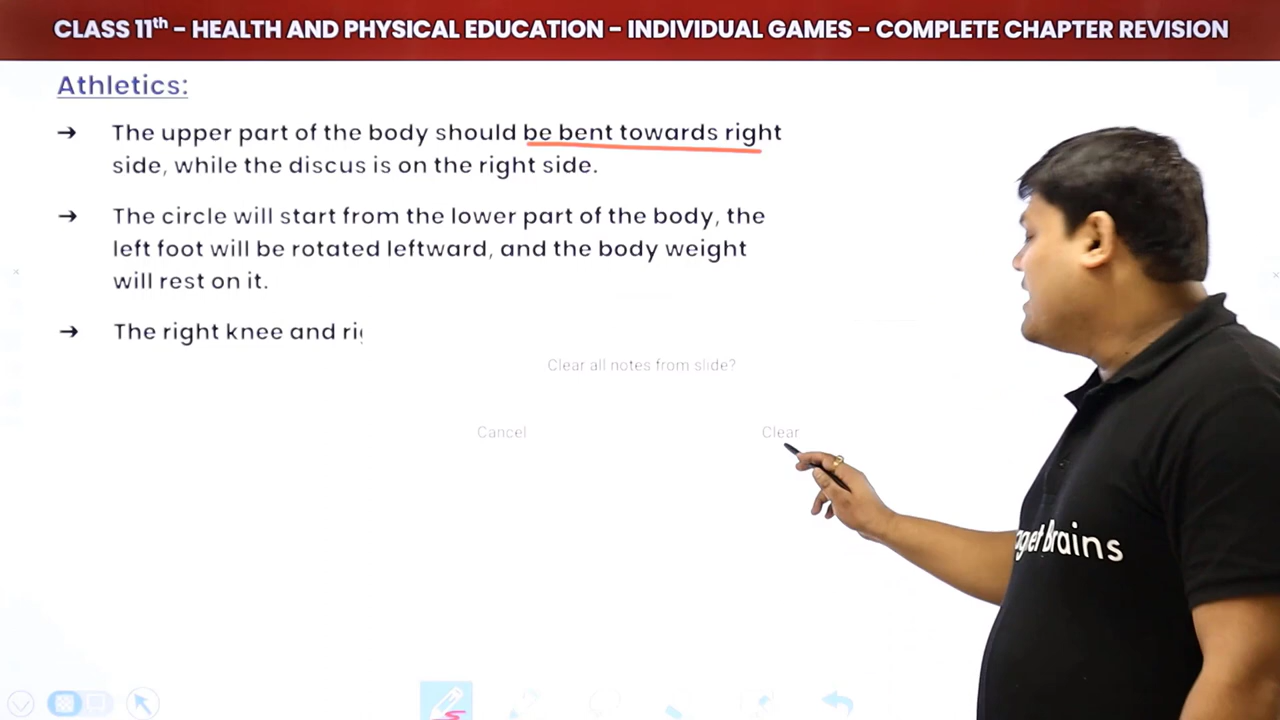 CLASS 11th – HEALTH AND PHYSICAL EDUCATION – INDIVIDUAL GAMES – COMPLETE CHAPTER REVISION
Athletics:
→ The upper part of the body should be bent towards right
side, while the discus is on the right side.
→ The circle will start from the lower part of the body, the
left foot will be rotated leftward, and the body weight
will rest on it.
→ The right knee and
Clear all notes from slide?
Cancel Clear
Brains